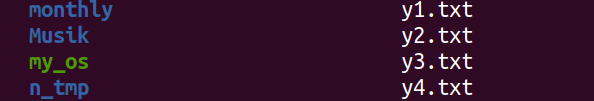 monthly y1.txt
Musik y2.txt
my_os y3.txt
n_tmp y4.txt